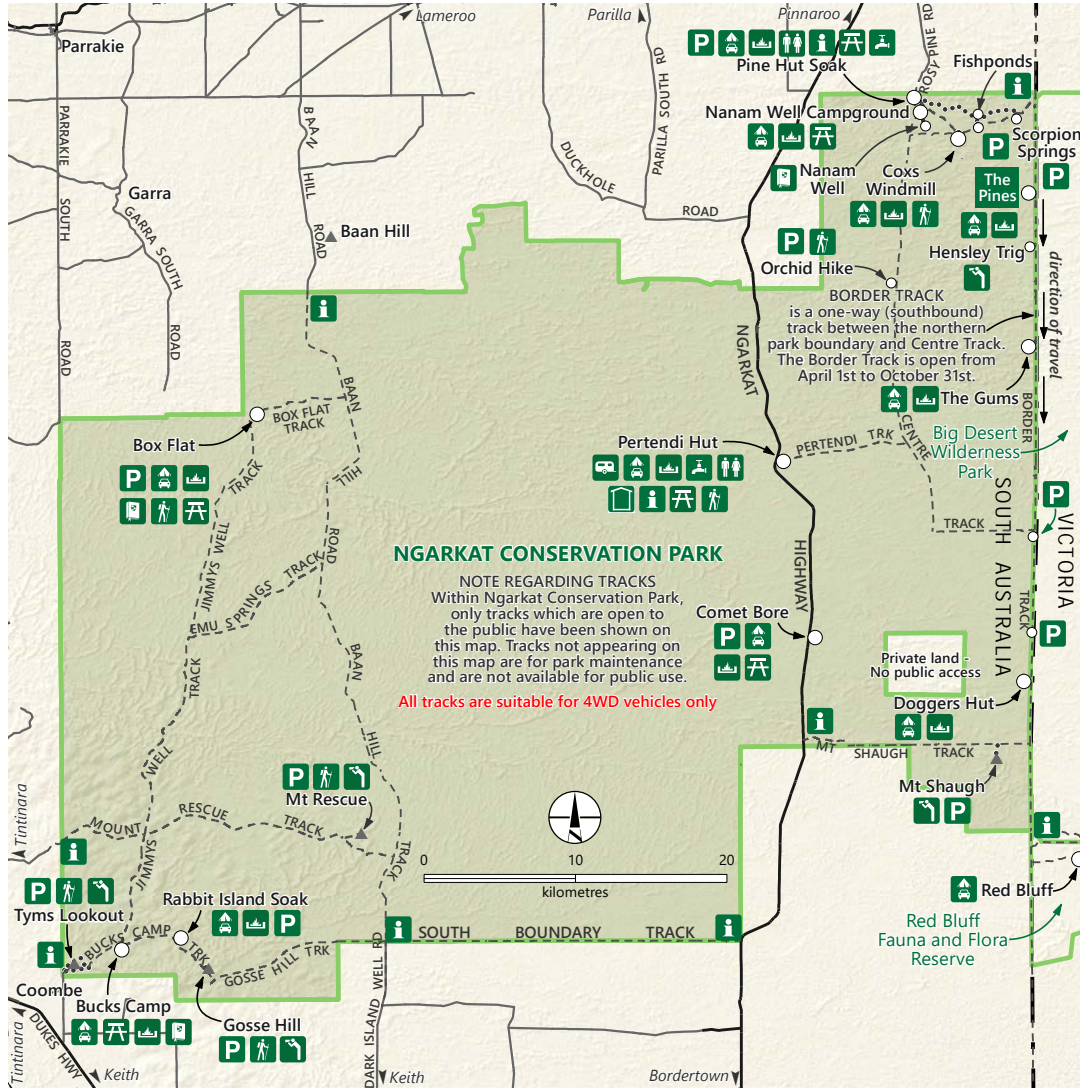 Lameroo
Parilla
Pinnaroo
Parrakie
PARRAKIE
SOUTH
ROAD
P
i
Pine Hut Soak
ROSY PINE RD
Fishponds
i
BAAN
HILL
ROAD
PARILLA SOUTH RD
DUCKHOLE
ROAD
Nanam Well Campground
Scorpion
Springs
P
P
Nanam
Well
Coxs
Windmill
The
Pines
Garra
GARRA SOUTH
ROAD
Baan Hill
P
Orchid Hike
Hensley Trig
direction of travel
i
BORDER TRACK
is a one-way (southbound)
track between the northern
park boundary and Centre Track.
The Border Track is open from
April 1st to October 31st.
NGARKAT
HIGHWAY
The Gums
BORDER
TRACK
BAAN
HILL
ROAD
BOX FLAT
TRACK
Box Flat
P
TRACK
JIMMYS WELL
Pertendi Hut
i
PERTENDI TRK
CENTRE
TRACK
Big Desert
Wilderness
Park
P
SOUTH AUSTRALIA
VICTORIA
NGARKAT CONSERVATION PARK
NOTE REGARDING TRACKS
Within Ngarkat Conservation Park,
only tracks which are open to
the public have been shown on
this map. Tracks not appearing on
this map are for park maintenance
and are not available for public use.
All tracks are suitable for 4WD vehicles only
EMU SPRINGS TRACK
Comet Bore
P
P
Private land -
No public access
Doggers Hut
TRACK
WELL
JIMMYS
BAAN
HILL
TRACK
i
MT SHAUGH TRACK
Mt Shaugh
P
i
P
Mt Rescue
MOUNT RESCUE TRACK
Tintinara
i
0 10 20
kilometres
Red Bluff
Red Bluff
Fauna and Flora
Reserve
P
Tyms Lookout
i
Rabbit Island Soak
P
BUCKS CAMP
TRK
GOSSE HILL TRK
i
SOUTH BOUNDARY TRACK
i
DARK ISLAND WELL RD
Coombe
Bucks Camp
Gosse Hill
P
Tintinara
DUKES HWY
Keith
Keith
Bordertown